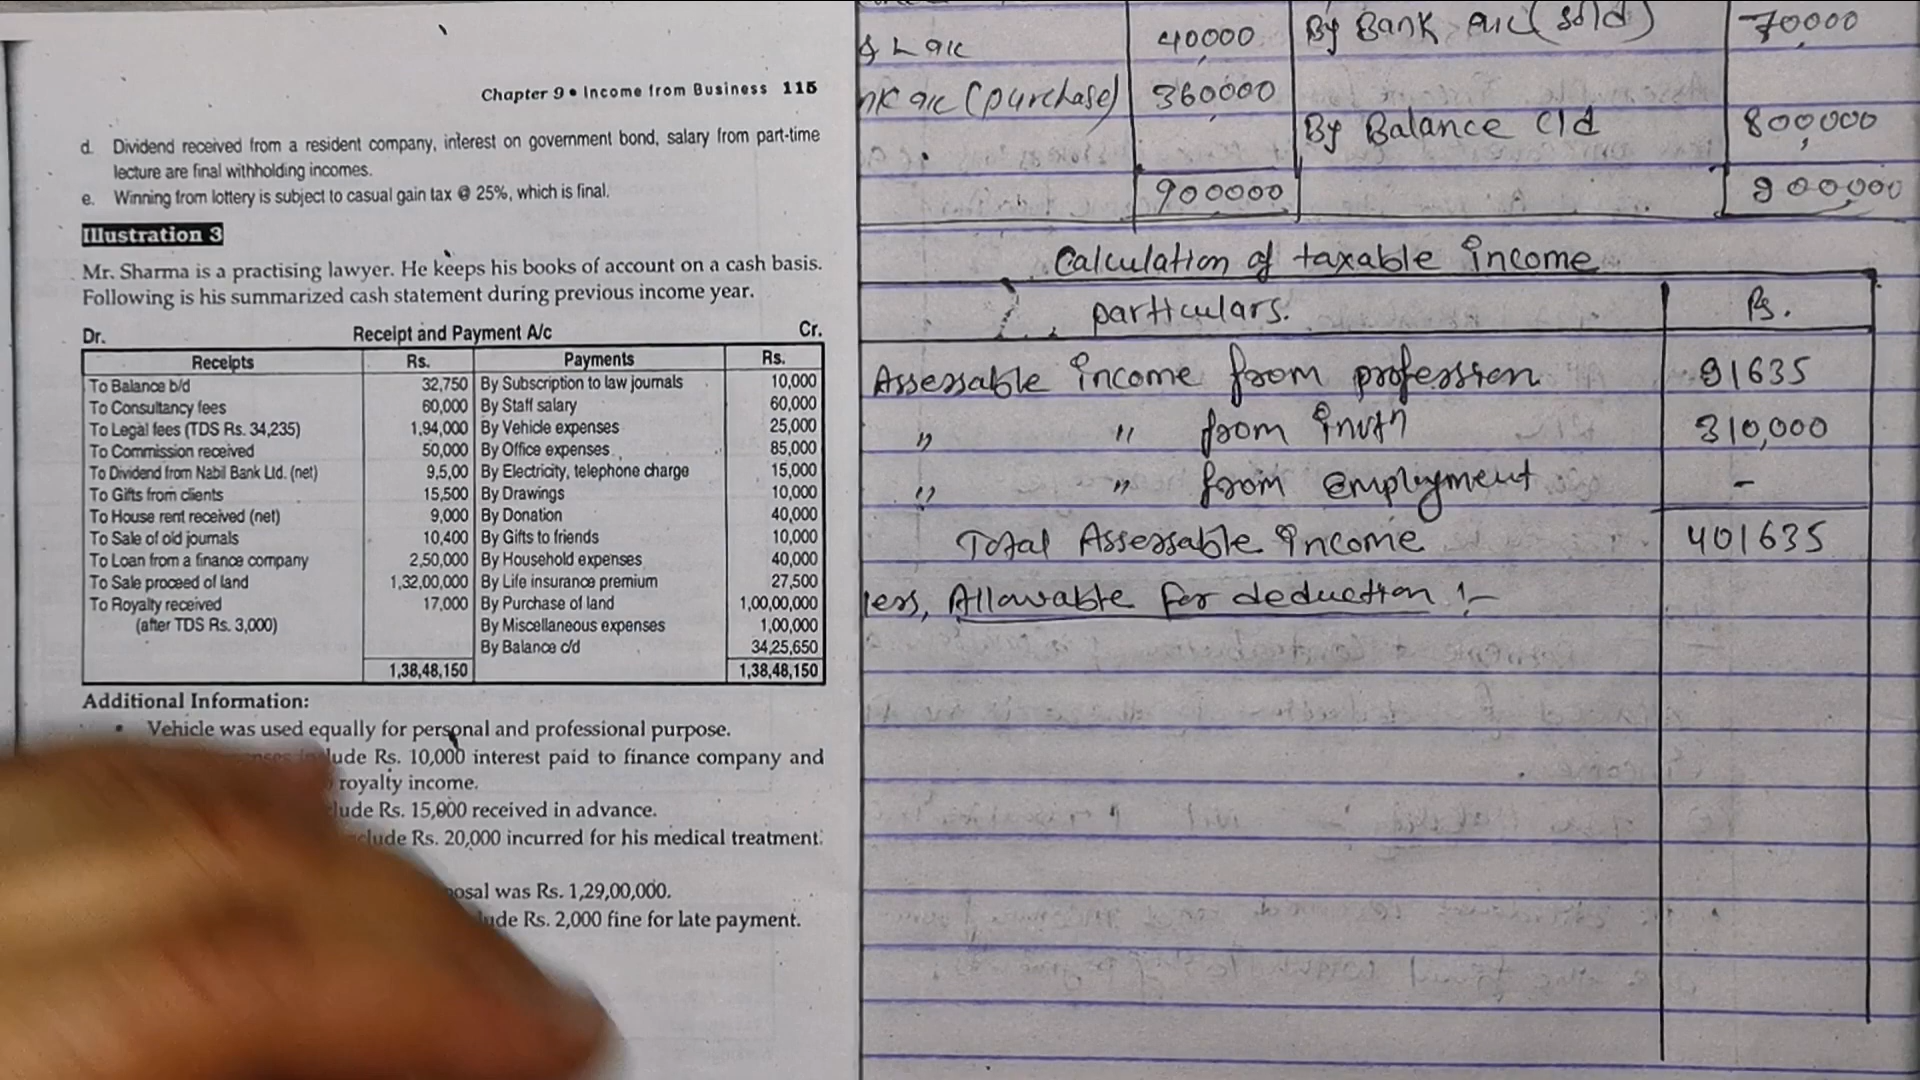 Chapter 9 • Income from Business 115
d. Dividend received from a resident company, interest on government bond, salary from part-time
lecture are final withholding incomes.
e. Winning from lottery is subject to casual gain tax @ 25%, which is final.
Illustration 3
Mr. Sharma is a practising lawyer. He keeps his books of account on a cash basis.
Following is his summarized cash statement during previous income year.
Dr. Receipt and Payment A/c Cr.
Receipts Rs. Payments Rs.
To Balance b/d 32,750 By Subscription to law journals 10,000
To Consultancy fees 60,000 By Staff salary 60,000
To Legal fees (TDS Rs. 34,235) 1,94,000 By Vehicle expenses 25,000
To Commission received 50,000 By Office expenses 85,000
To Dividend from Nabil Bank Ltd. (net) 9,5,00 By Electricity, telephone charge 15,000
To Gifts from clients 15,500 By Drawings 10,000
To House rent received (net) 9,000 By Donation 40,000
To Sale of old journals 10,400 By Gifts to friends 10,000
To Loan from a finance company 2,50,000 By Household expenses 40,000
To Sale proceed of land 1,32,00,000 By Life insurance premium 27,500
To Royalty received 17,000 By Purchase of land 1,00,00,000
(after TDS Rs. 3,000) By Miscellaneous expenses 1,00,000
By Balance c/d 34,25,650
1,38,48,150 1,38,48,150
Additional Information:
• Vehicle was used equally for personal and professional purpose.
lude Rs. 10,000 interest paid to finance company and
royalty income.
lude Rs. 15,000 received in advance.
clude Rs. 20,000 incurred for his medical treatment.
osal was Rs. 1,29,00,000.
ude Rs. 2,000 fine for late payment.
& L a/c 40,000 By Bank a/c (sold) 70,000
nk a/c (purchase) 360,000
By Balance c/d 800,000
900000 900,000
Calculation of taxable income
particulars. Rs.
Assessable income from profession 91635
" " from invt 310,000
" " from employment -
Total Assessable Income 401635
less, Allowable for deduction :-